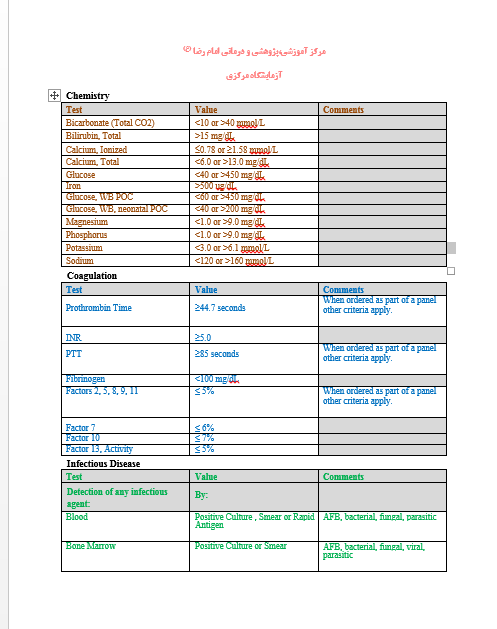 مرکز آموزشی،پژوهشی و درمانی امام رضا (ع)
آزمایشگاه مرکزی
Chemistry
Test Value Comments
Bicarbonate (Total CO2) <10 or >40 mmol/L
Bilirubin, Total >15 mg/dL
Calcium, Ionized ≤0.78 or ≥1.58 mmol/L
Calcium, Total <6.0 or >13.0 mg/dL
Glucose <40 or >450 mg/dL
Iron >500 ug/dL
Glucose, WB POC <60 or >450 mg/dL
Glucose, WB, neonatal POC <40 or >200 mg/dL
Magnesium <1.0 or >9.0 mg/dL
Phosphorus <1.0 or >9.0 mg/dL
Potassium <3.0 or >6.1 mmol/L
Sodium <120 or >160 mmol/L
Coagulation
Test Value Comments
Prothrombin Time ≥44.7 seconds When ordered as part of a panel
other criteria apply.
INR ≥5.0
PTT ≥85 seconds When ordered as part of a panel
other criteria apply.
Fibrinogen <100 mg/dL
Factors 2, 5, 8, 9, 11 ≤5% When ordered as part of a panel
other criteria apply.
Factor 7 ≤6%
Factor 10 ≤7%
Factor 13, Activity ≤5%
Infectious Disease
Test Value Comments
Detection of any infectious
agent: By:
Blood Positive Culture , Smear or Rapid
Antigen AFB, bacterial, fungal, parasitic
Bone Marrow Positive Culture or Smear AFB, bacterial, fungal, viral,
parasitic